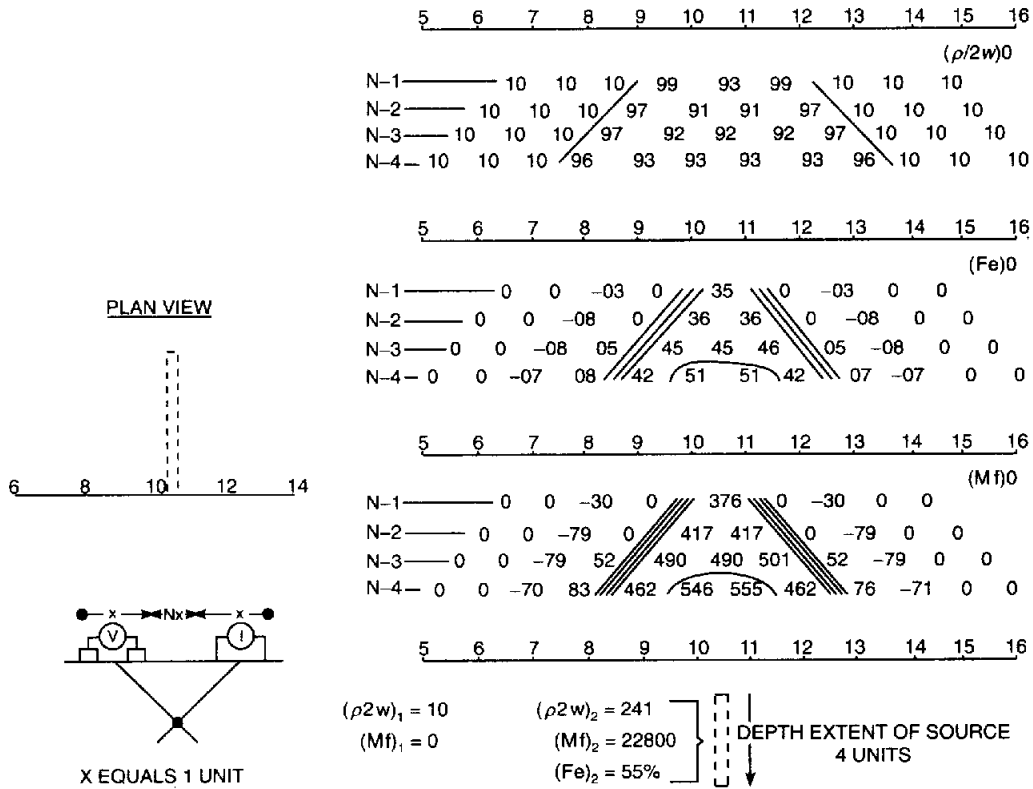 5 6 7 8 9 10 11 12 13 14 15 16
(ρ/2w)0
N–1 10 10 10 99 93 99 10 10 10
N–2 10 10 10 97 91 91 97 10 10 10
N–3 10 10 10 97 92 92 92 97 10 10 10
N–4 10 10 10 96 93 93 93 93 96 10 10 10
5 6 7 8 9 10 11 12 13 14 15 16
(Fe)0
N–1 0 0 –03 0 35 0 –03 0 0
N–2 0 0 –08 0 36 36 0 –08 0 0
N–3 0 0 –08 05 45 45 46 05 –08 0 0
N–4 0 0 –07 08 42 51 51 42 07 –07 0 0
5 6 7 8 9 10 11 12 13 14 15 16
(Mf)0
N–1 0 0 –30 0 376 0 –30 0 0
N–2 0 0 –79 0 417 417 0 –79 0 0
N–3 0 0 –79 52 490 490 501 52 –79 0 0
N–4 0 0 –70 83 462 546 555 462 76 –71 0 0
5 6 7 8 9 10 11 12 13 14 15 16
PLAN VIEW
6 8 10 12 14
x Nx x
V I
X EQUALS 1 UNIT
(ρ2w)1 = 10
(Mf)1 = 0
(ρ2w)2 = 241
(Mf)2 = 22800
(Fe)2 = 55%
DEPTH EXTENT OF SOURCE
4 UNITS